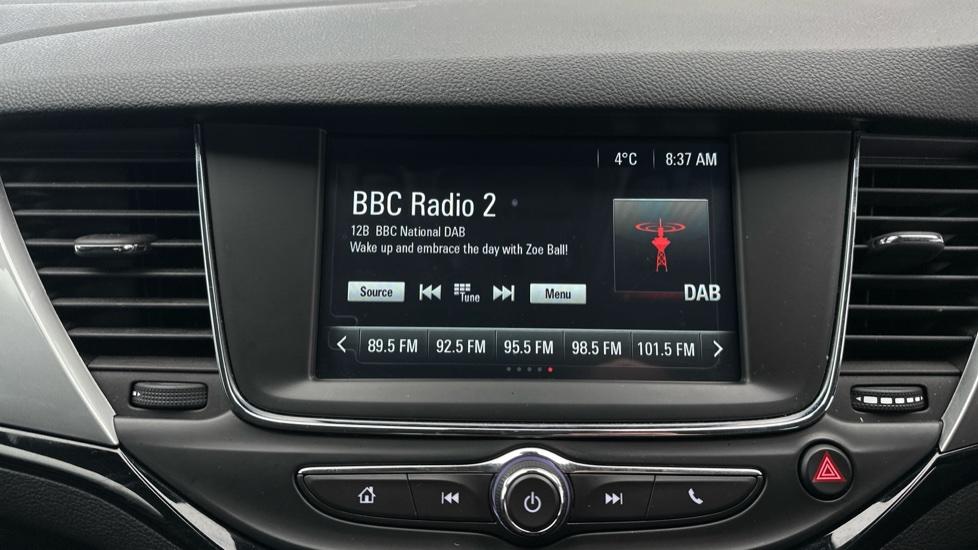 4°C 8:37 AM
BBC Radio 2
12B BBC National DAB
Wake up and embrace the day with Zoe Ball!
DAB
Source Tune Menu
89.5 FM 92.5 FM 95.5 FM 98.5 FM 101.5 FM